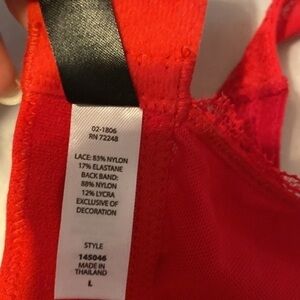 02-1806
RN 72248
LACE: 83% NYLON
17% ELASTANE
BACK BAND:
88% NYLON
12% LYCRA
EXCLUSIVE OF
DECORATION
STYLE
145046
MADE IN
THAILAND
L